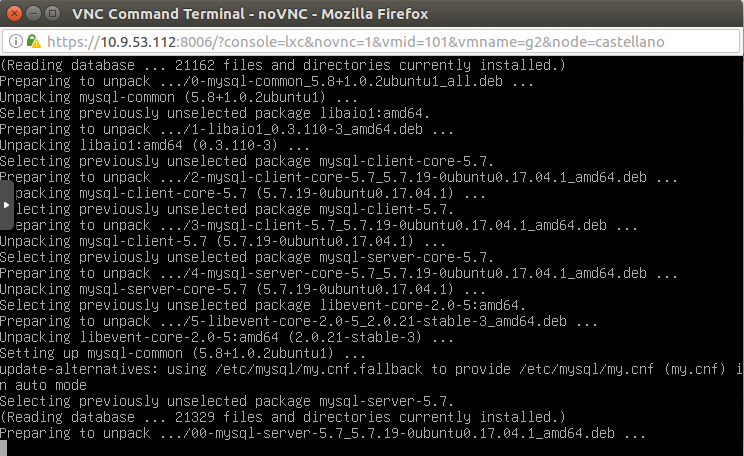 VNC Command Terminal - noVNC - Mozilla Firefox
https://10.9.53.112:8006/?console=lxc&novnc=1&vmid=101&vmname=g2&node=castellano
(Reading database ... 21162 files and directories currently installed.)
Preparing to unpack .../0-mysql-common_5.8+1.0.2ubuntu1_all.deb ...
Unpacking mysql-common (5.8+1.0.2ubuntu1) ...
Selecting previously unselected package libaio1:amd64.
Preparing to unpack .../1-libaio1_0.3.110-3_amd64.deb ...
Unpacking libaio1:amd64 (0.3.110-3) ...
Selecting previously unselected package mysql-client-core-5.7.
Preparing to unpack .../2-mysql-client-core-5.7_5.7.19-0ubuntu0.17.04.1_amd64.deb ...
packing mysql-client-core-5.7 (5.7.19-0ubuntu0.17.04.1) ...
lecting previously unselected package mysql-client-5.7.
eparing to unpack .../3-mysql-client-5.7_5.7.19-0ubuntu0.17.04.1_amd64.deb ...
Unpacking mysql-client-5.7 (5.7.19-0ubuntu0.17.04.1) ...
Selecting previously unselected package mysql-server-core-5.7.
Preparing to unpack .../4-mysql-server-core-5.7_5.7.19-0ubuntu0.17.04.1_amd64.deb ...
Unpacking mysql-server-core-5.7 (5.7.19-0ubuntu0.17.04.1) ...
Selecting previously unselected package libevent-core-2.0-5:amd64.
Preparing to unpack .../5-libevent-core-2.0-5_2.0.21-stable-3_amd64.deb ...
Unpacking libevent-core-2.0-5:amd64 (2.0.21-stable-3) ...
Setting up mysql-common (5.8+1.0.2ubuntu1) ...
update-alternatives: using /etc/mysql/my.cnf.fallback to provide /etc/mysql/my.cnf (my.cnf) i
n auto mode
Selecting previously unselected package mysql-server-5.7.
(Reading database ... 21329 files and directories currently installed.)
Preparing to unpack .../00-mysql-server-5.7_5.7.19-0ubuntu0.17.04.1_amd64.deb ...